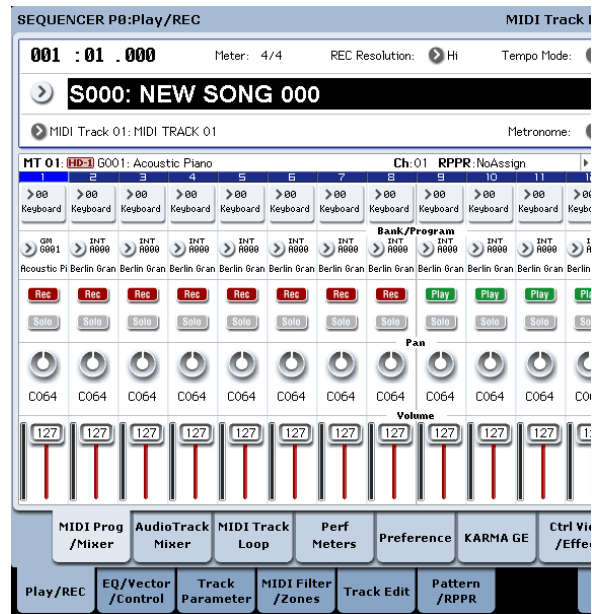 SEQUENCER P0:Play/REC MIDI Track
001 :01 .000 Meter: 4/4 REC Resolution: Hi Tempo Mode:
S000: NEW SONG 000
MIDI Track 01: MIDI TRACK 01 Metronome:
MT 01: HD-1 G001: Acoustic Piano Ch:01 RPPR:NoAssign
1 2 3 4 5 6 7 8 9 10 11
00 00 00 00 00 00 00 00 00 00 00
Keyboard Keyboard Keyboard Keyboard Keyboard Keyboard Keyboard Keyboard Keyboard Keyboard Keyboard
Bank/Program
GM INT INT INT INT INT INT INT INT INT INT
G001 A000 A000 A000 A000 A000 A000 A000 A000 A000 A000
Acoustic Pi Berlin Gran Berlin Gran Berlin Gran Berlin Gran Berlin Gran Berlin Gran Berlin Gran Berlin Gran Berlin Gran Berlin Gran Berlin
Rec Rec Rec Rec Rec Rec Rec Rec Play Play Play
Solo Solo Solo Solo Solo Solo Solo Solo Solo Solo Solo
Pan
C064 C064 C064 C064 C064 C064 C064 C064 C064 C064 C064
Volume
127 127 127 127 127 127 127 127 127 127 127
MIDI Prog AudioTrack MIDI Track Perf Preference KARMA GE
/Mixer Mixer Loop Meters
Play/REC EQ/Vector Track MIDI Filter Track Edit Pattern
/Control Parameter /Zones /RPPR